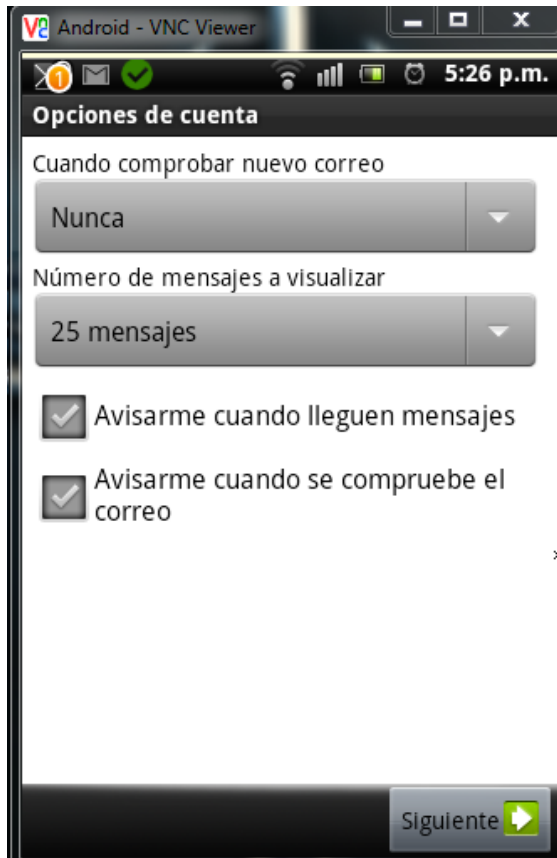 Android - VNC Viewer
1
5:26 p.m.
Opciones de cuenta
Cuando comprobar nuevo correo
Nunca
Número de mensajes a visualizar
25 mensajes
Avisarme cuando lleguen mensajes
Avisarme cuando se compruebe el
correo
Siguiente